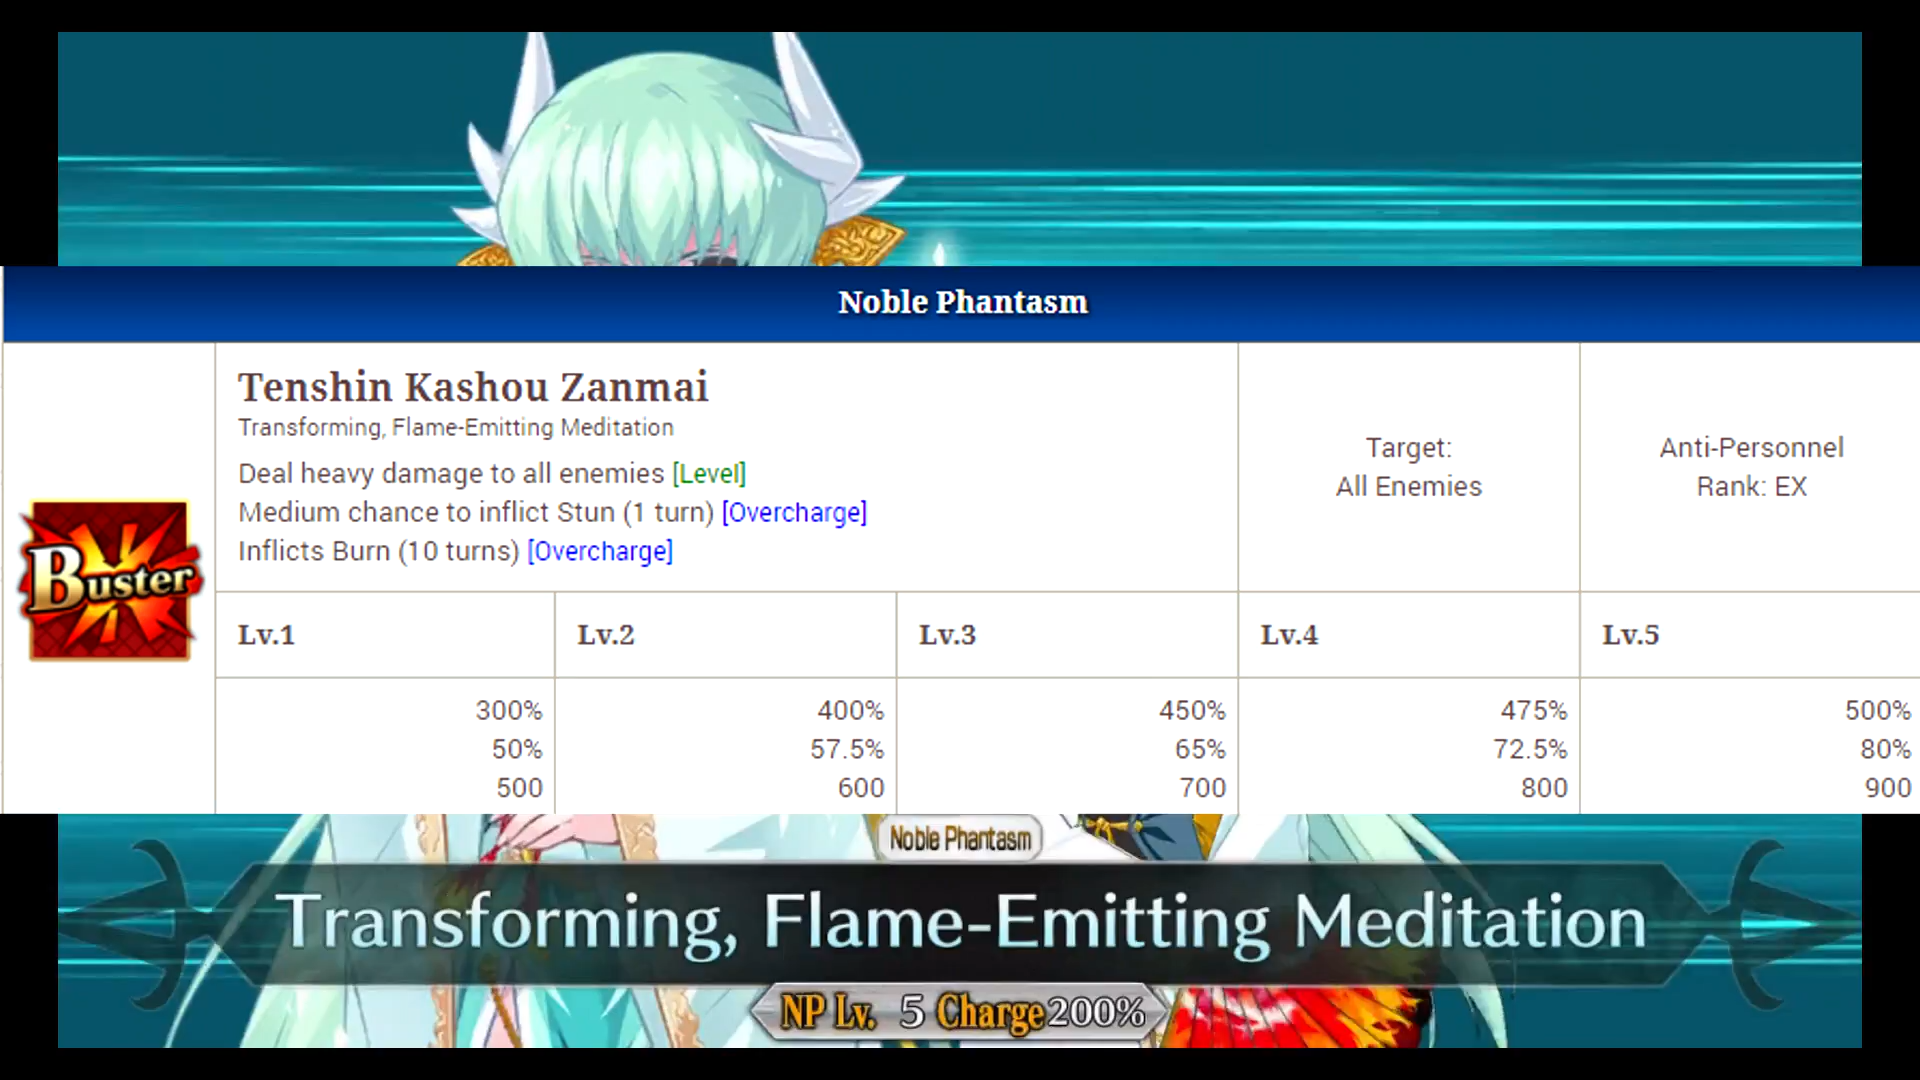 Noble Phantasm
Tenshin Kashou Zanmai
Transforming, Flame-Emitting Meditation
Deal heavy damage to all enemies [Level]
Medium chance to inflict Stun (1 turn) [Overcharge]
Inflicts Burn (10 turns) [Overcharge]
Target:
All Enemies
Anti-Personnel
Rank: EX
Buster
Lv.1 Lv.2 Lv.3 Lv.4 Lv.5
300% 400% 450% 475% 500%
50% 57.5% 65% 72.5% 80%
500 600 700 800 900
Noble Phantasm
Transforming, Flame-Emitting Meditation
NP Lv. 5 Charge 200%